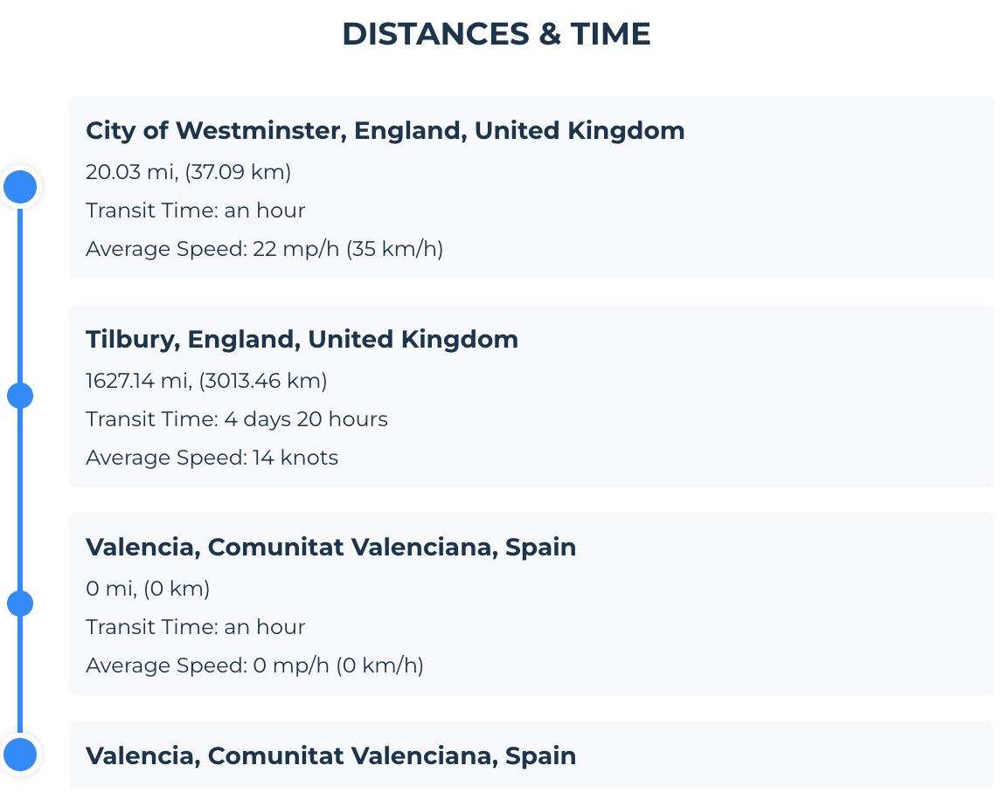 DISTANCES & TIME
City of Westminster, England, United Kingdom
20.03 mi, (37.09 km)
Transit Time: an hour
Average Speed: 22 mp/h (35 km/h)
Tilbury, England, United Kingdom
1627.14 mi, (3013.46 km)
Transit Time: 4 days 20 hours
Average Speed: 14 knots
Valencia, Comunitat Valenciana, Spain
0 mi, (0 km)
Transit Time: an hour
Average Speed: 0 mp/h (0 km/h)
Valencia, Comunitat Valenciana, Spain